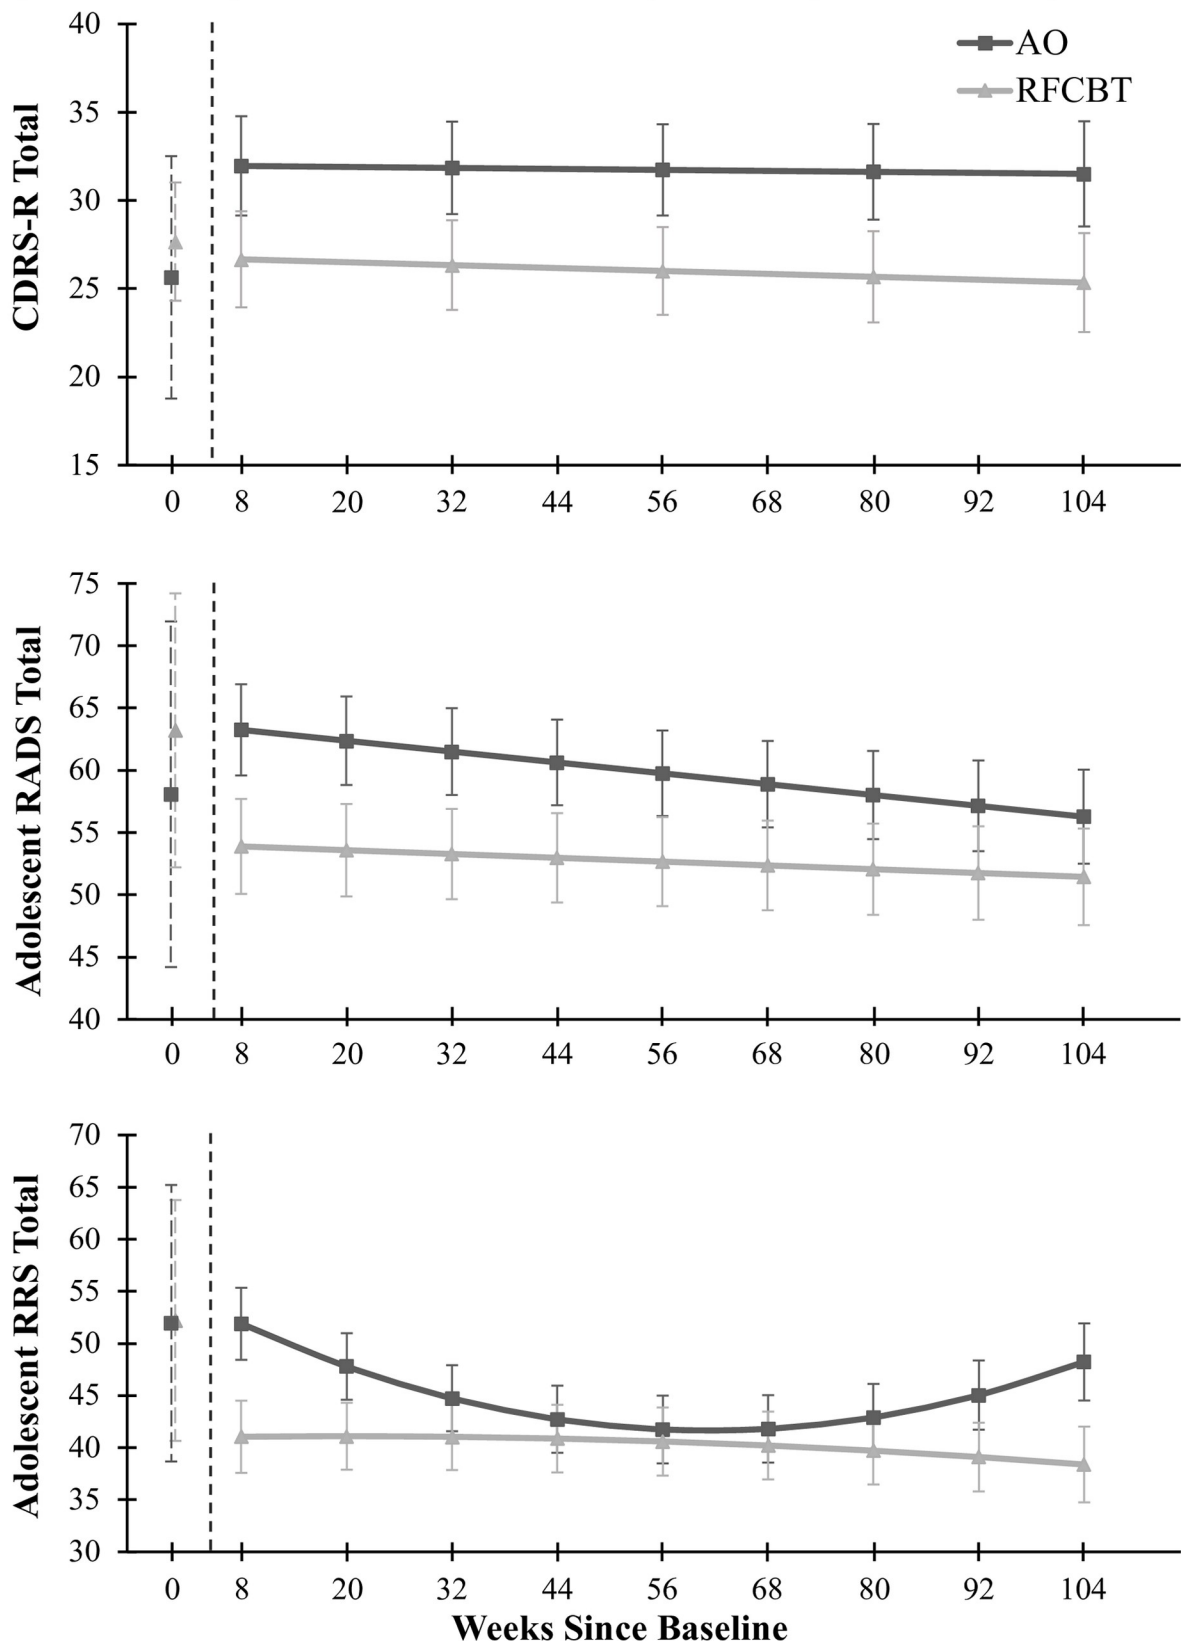 AO
RFCBT
CDRS-R Total
40
35
30
25
20
15
0 8 20 32 44 56 68 80 92 104
Adolescent RADS Total
75
70
65
60
55
50
45
40
0 8 20 32 44 56 68 80 92 104
Adolescent RRS Total
70
65
60
55
50
45
40
35
30
0 8 20 32 44 56 68 80 92 104
Weeks Since Baseline